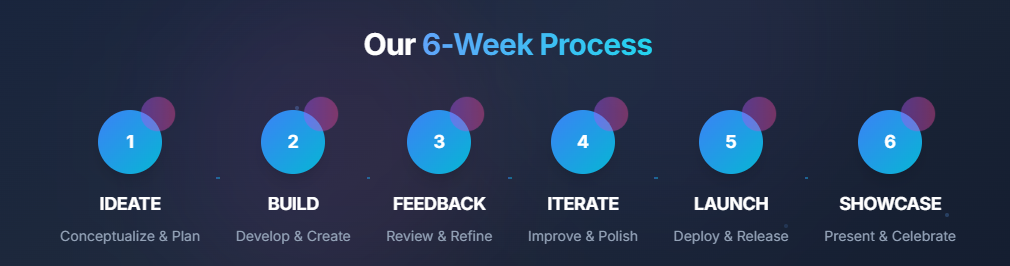 Our 6-Week Process
1 2 3 4 5 6
IDEATE BUILD FEEDBACK ITERATE LAUNCH SHOWCASE
Conceptualize & Plan Develop & Create Review & Refine Improve & Polish Deploy & Release Present & Celebrate